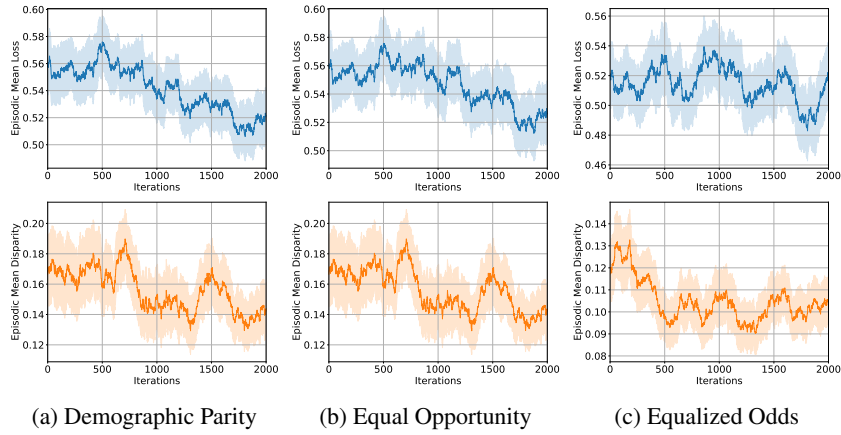 0.60
0.58
0.56
0.54
0.52
0.50
Episodic Mean Loss
0 500 1000 1500 2000
Iterations
0.60
0.58
0.56
0.54
0.52
0.50
Episodic Mean Loss
0 500 1000 1500 2000
Iterations
0.56
0.54
0.52
0.50
0.48
0.46
Episodic Mean Loss
0 500 1000 1500 2000
Iterations
0.20
0.18
0.16
0.14
0.12
Episodic Mean Disparity
0 500 1000 1500 2000
Iterations
0.20
0.18
0.16
0.14
0.12
Episodic Mean Disparity
0 500 1000 1500 2000
Iterations
0.14
0.13
0.12
0.11
0.10
0.09
0.08
Episodic Mean Disparity
0 500 1000 1500 2000
Iterations
(a) Demographic Parity
(b) Equal Opportunity
(c) Equalized Odds